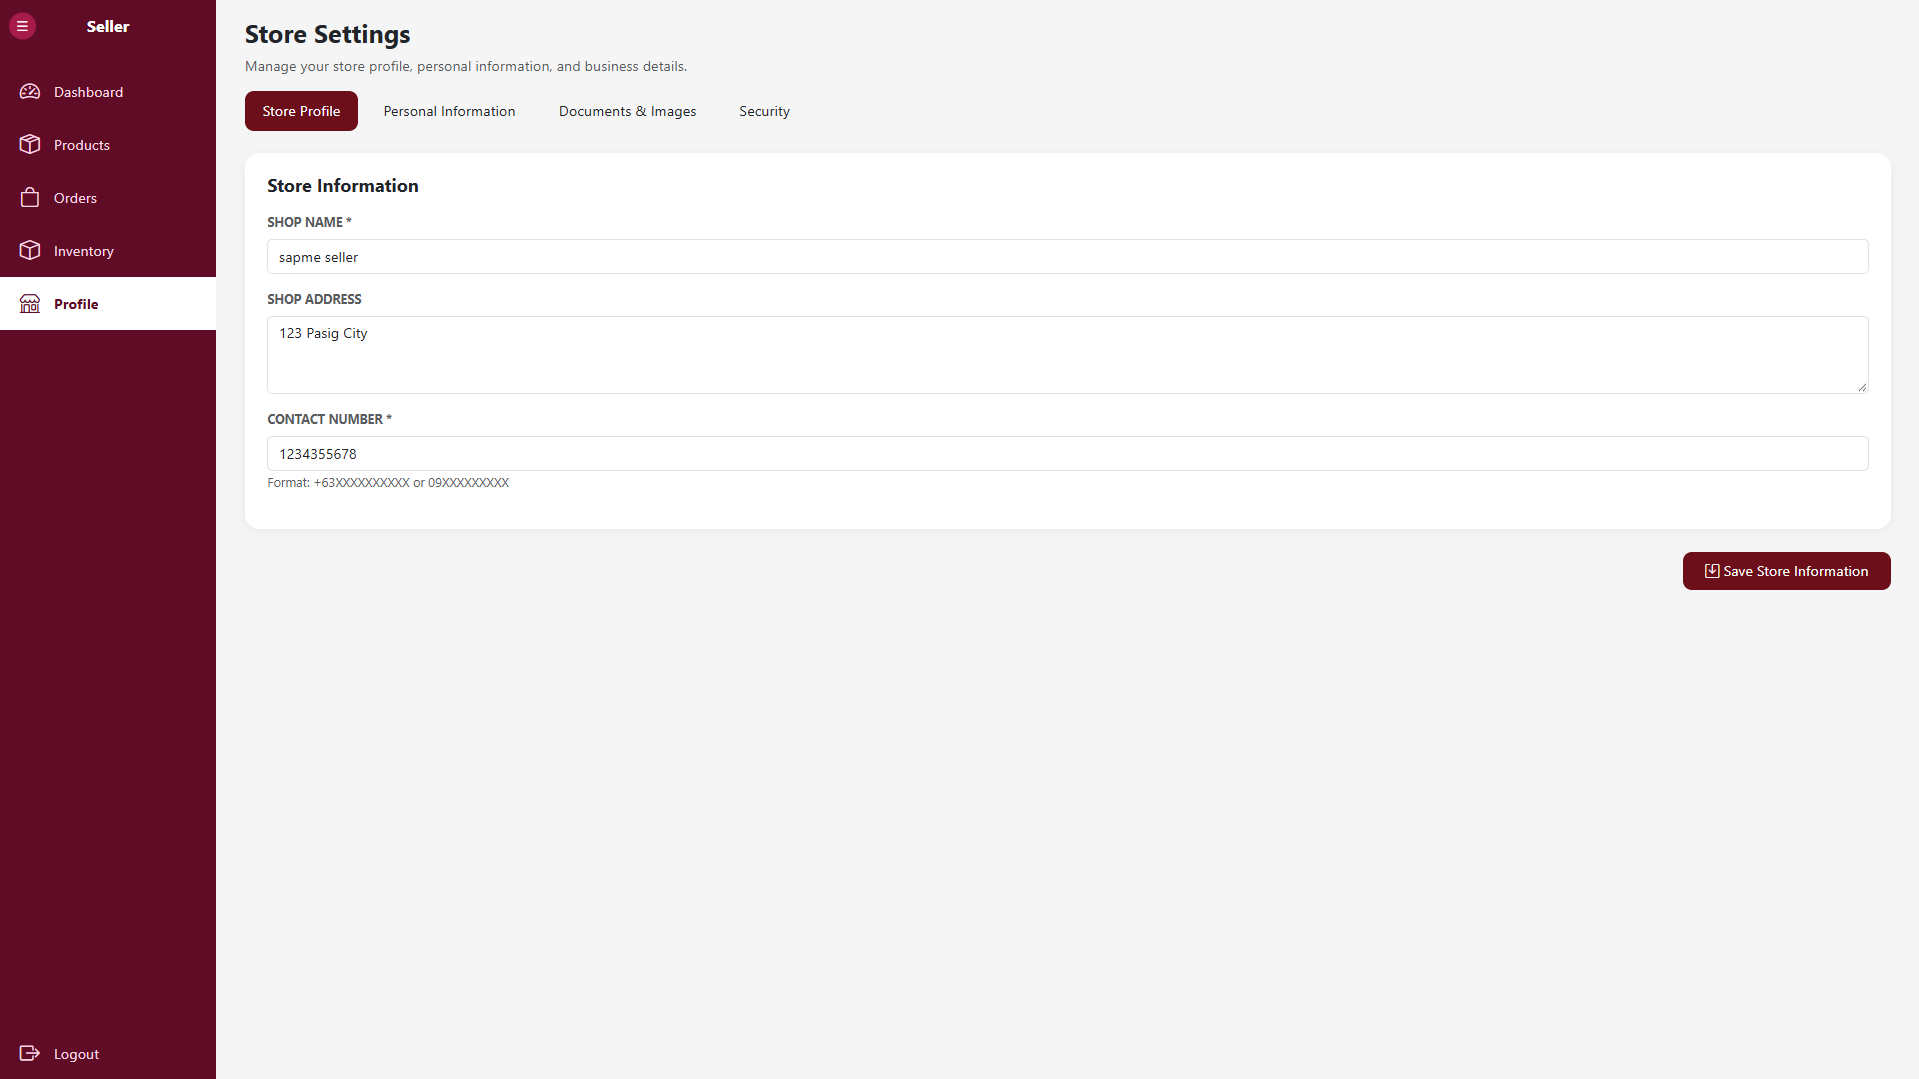 Seller
Dashboard
Products
Orders
Inventory
Profile
Logout
Store Settings
Manage your store profile, personal information, and business details.
Store Profile
Personal Information
Documents & Images
Security
Store Information
SHOP NAME *
sapme seller
SHOP ADDRESS
123 Pasig City
CONTACT NUMBER *
1234355678
Format: +63XXXXXXXXXX or 09XXXXXXXXX
Save Store Information